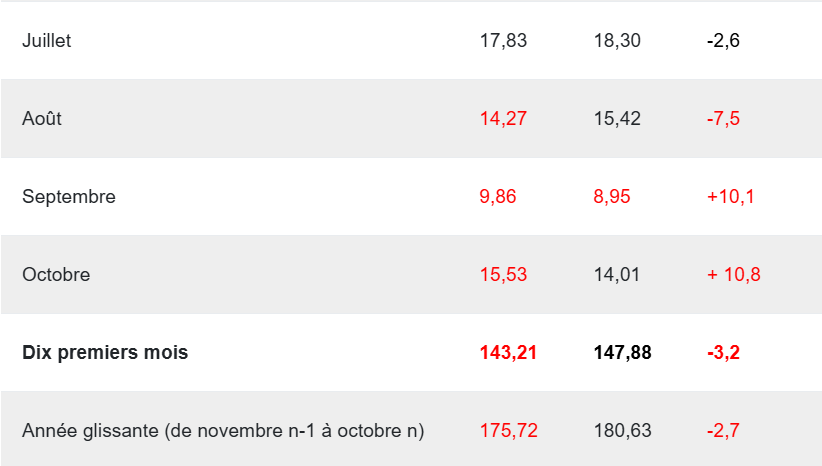 Juillet 17,83 18,30 -2,6
Août 14,27 15,42 -7,5
Septembre 9,86 8,95 +10,1
Octobre 15,53 14,01 + 10,8
Dix premiers mois 143,21 147,88 -3,2
Année glissante (de novembre n-1 à octobre n) 175,72 180,63 -2,7